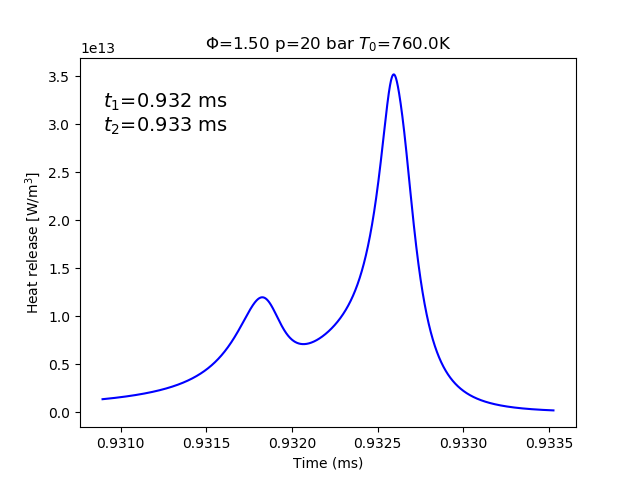 Φ=1.50 p=20 bar T₀=760.0K
1e13
t₁=0.932 ms
t₂=0.933 ms
3.5
3.0
2.5
2.0
1.5
1.0
0.5
0.0
Heat release [W/m³]
0.9310 0.9315 0.9320 0.9325 0.9330 0.9335
Time (ms)